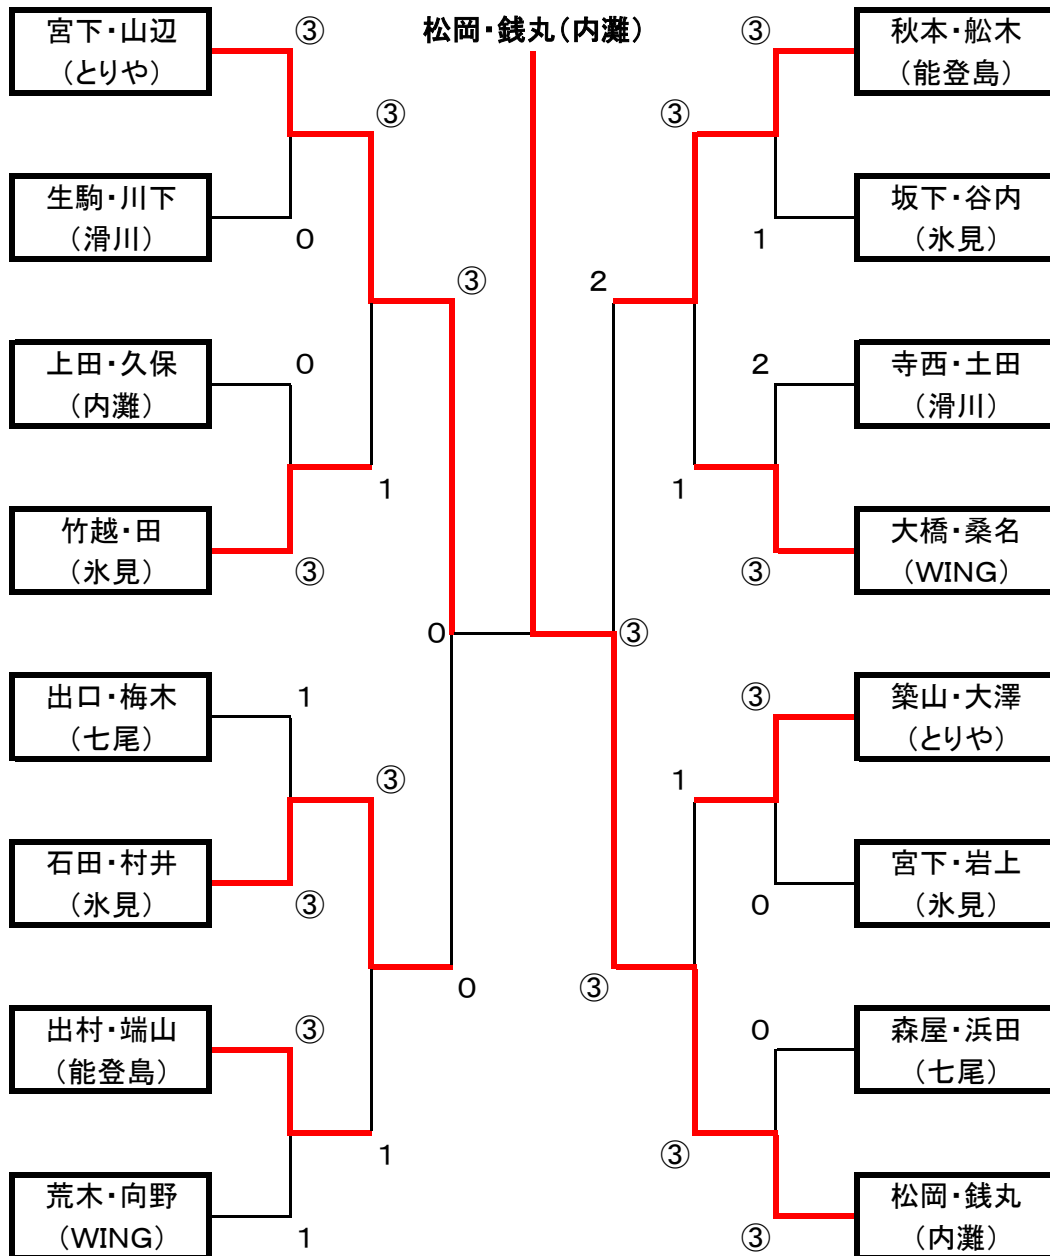 松岡・銭丸(内灘)
宮下・山辺
(とりや)
③
③
生駒・川下
(滑川)
0
③
上田・久保
(内灘)
0
竹越・田
(氷見)
1
③
0
出口・梅木
(七尾)
1
③
石田・村井
(氷見)
③
0
出村・端山
(能登島)
③
1
荒木・向野
(WING)
1
③
秋本・舩木
(能登島)
③
坂下・谷内
(氷見)
1
2
2
寺西・土田
(滑川)
1
大橋・桑名
(WING)
③
③
③
築山・大澤
(とりや)
1
宮下・岩上
(氷見)
0
③
0
森屋・浜田
(七尾)
③
松岡・銭丸
(内灘)
③